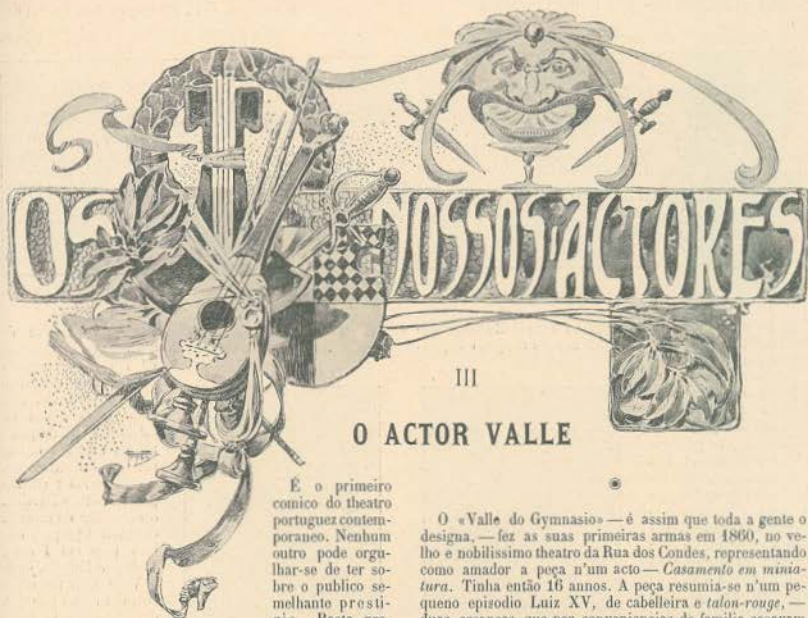 OS NOSSOS ACTORES
III
O ACTOR VALLE
É o primeiro
comico do theatro
portuguez contem-
poraneo. Nenhum
outro pode orgu-
lhar-se de ter so-
bre o publico se-
melhante presti-
O «Valle do Gymnasio» — é assim que toda a gente o
designa, — fez as suas primeiras armas em 1860, no ve-
lho e nobilissimo theatro da Rua dos Condes, representando
como amador a peça n'um acto — Casamento em minia-
tura. Tinha então 16 annos. A peça resumia-se n'um pe-
queno episodio Luiz XV, de cabelleira e talon-rouge, —